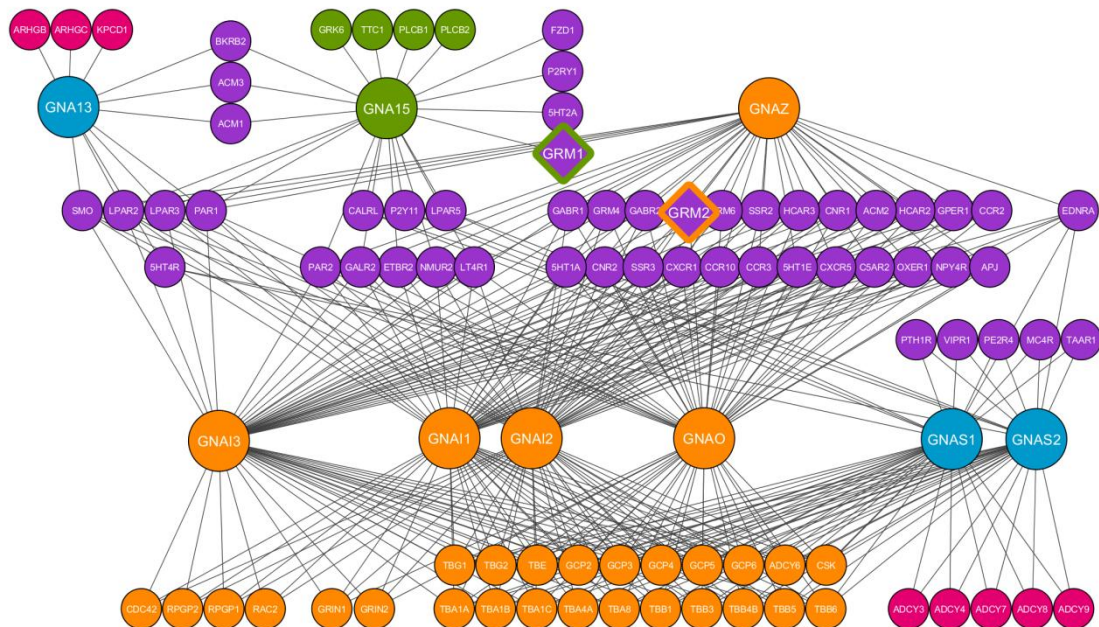 ARHGB ARHGC KPCD1 GRK6 TTC1 PLCB1 PLCB2 FZD1
BKRB2
P2RY1
ACM3
GNA13 GNA15 5HT2A GNAZ
ACM1
GRM1
SMO LPAR2 LPAR3 PAR1 CALRL P2Y11 LPAR5 GABR1 GRM4 GABR2 GRM2 RM6 SSR2 HCAR3 CNR1 ACM2 HCAR2 GPER1 CCR2 EDNRA
5HT4R PAR2 GALR2 ETBR2 NMUR2 LT4R1 5HT1A CNR2 SSR3 CXCR1 CCR10 CCR3 5HT1E CXCR5 C5AR2 OXER1 NPY4R APJ
PTH1R VIPR1 PE2R4 MC4R TAAR1
GNAI3 GNAI1 GNAI2 GNAO GNAS1 GNAS2
TBG1 TBG2 TBE GCP2 GCP3 GCP4 GCP5 GCP6 ADCY6 CSK
CDC42 RPGP2 RPGP1 RAC2 GRIN1 GRIN2 TBA1A TBA1B TBA1C TBA4A TBA8 TBB1 TBB3 TBB4B TBB5 TBB6 ADCY3 ADCY4 ADCY7 ADCY8 ADCY9